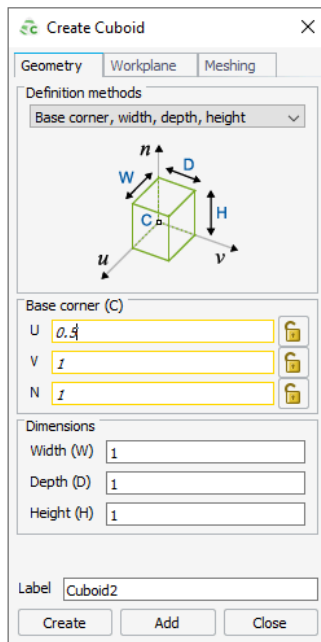 Create Cuboid
Geometry Workplane Meshing
Definition methods
Base corner, width, depth, height
n
D
W
H
C
u
v
Base corner (C)
U 0.5
V 1
N 1
Dimensions
Width (W) 1
Depth (D) 1
Height (H) 1
Label Cuboid2
Create Add Close